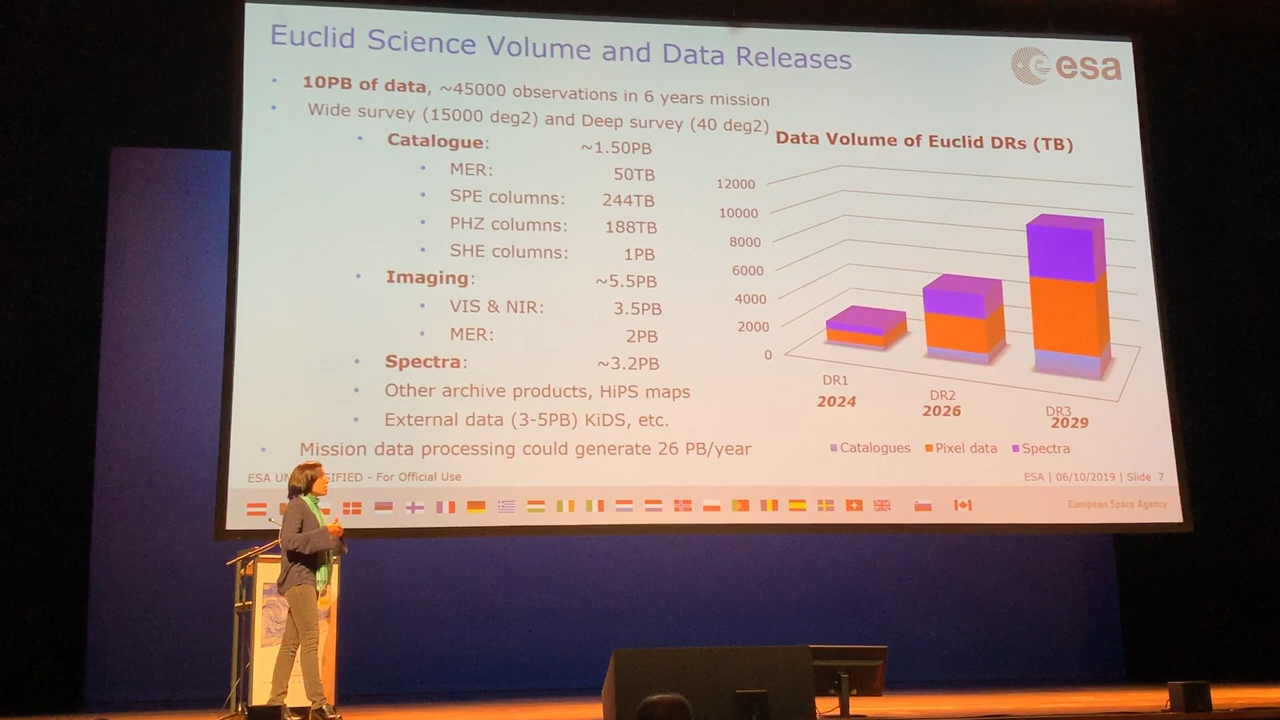 Euclid Science Volume and Data Releases
esa
10PB of data, ~45000 observations in 6 years mission
Wide survey (15000 deg2) and Deep survey (40 deg2)
Catalogue: ~1.50PB
MER: 50TB
SPE columns: 244TB
PHZ columns: 188TB
SHE columns: 1PB
Imaging: ~5.5PB
VIS & NIR: 3.5PB
MER: 2PB
Spectra: ~3.2PB
Other archive products, HiPS maps
External data (3-5PB) KiDS, etc.
Mission data processing could generate 26 PB/year
Data Volume of Euclid DRs (TB)
12000
10000
8000
6000
4000
2000
0
DR1
2024
DR2
2026
DR3
2029
Catalogues Pixel data Spectra
ESA UN SIFIED - For Official Use
ESA | 06/10/2019 | Slide 7
European Space Agency